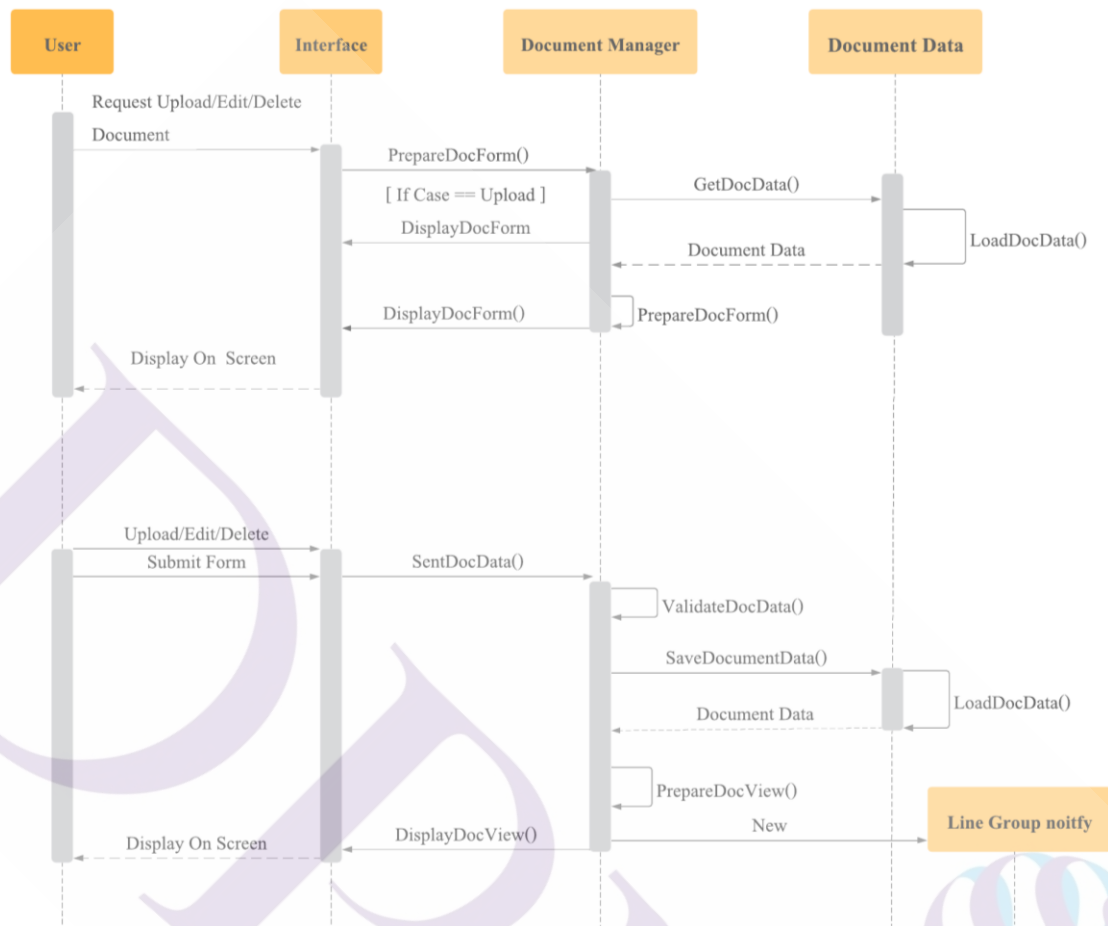 User
Interface
Document Manager
Document Data
Request Upload/Edit/Delete
Document
PrepareDocForm()
[ If Case == Upload ]
GetDocData()
DisplayDocForm
LoadDocData()
Document Data
DisplayDocForm()
PrepareDocForm()
Display On Screen
Upload/Edit/Delete
Submit Form
SentDocData()
ValidateDocData()
SaveDocumentData()
LoadDocData()
Document Data
PrepareDocView()
New
Line Group noitfy
DisplayDocView()
Display On Screen